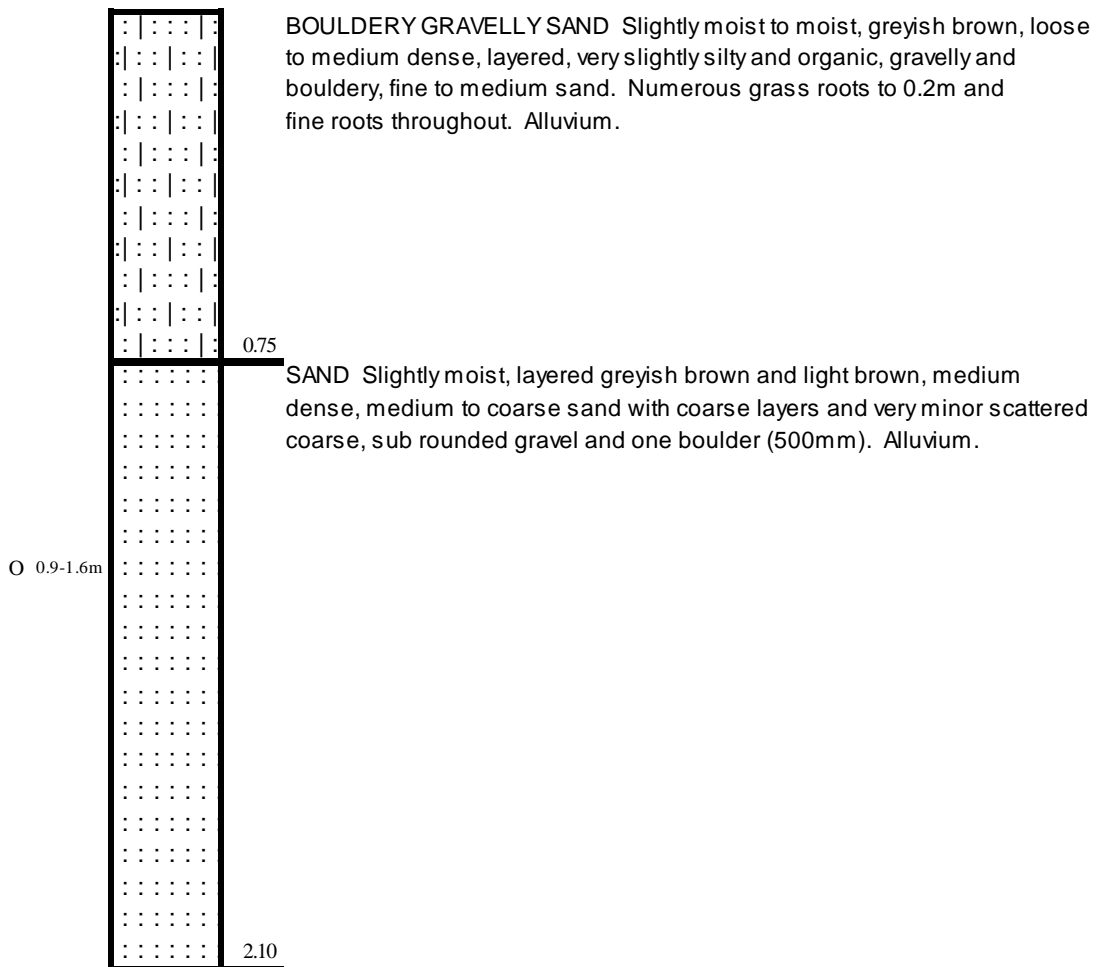 BOULDERY GRAVELLY SAND Slightly moist to moist, greyish brown, loose
to medium dense, layered, very slightly silty and organic, gravelly and
bouldery, fine to medium sand. Numerous grass roots to 0.2m and
fine roots throughout. Alluvium.
0.75
SAND Slightly moist, layered greyish brown and light brown, medium
dense, medium to coarse sand with coarse layers and very minor scattered
coarse, sub rounded gravel and one boulder (500mm). Alluvium.
O 0.9-1.6m
2.10